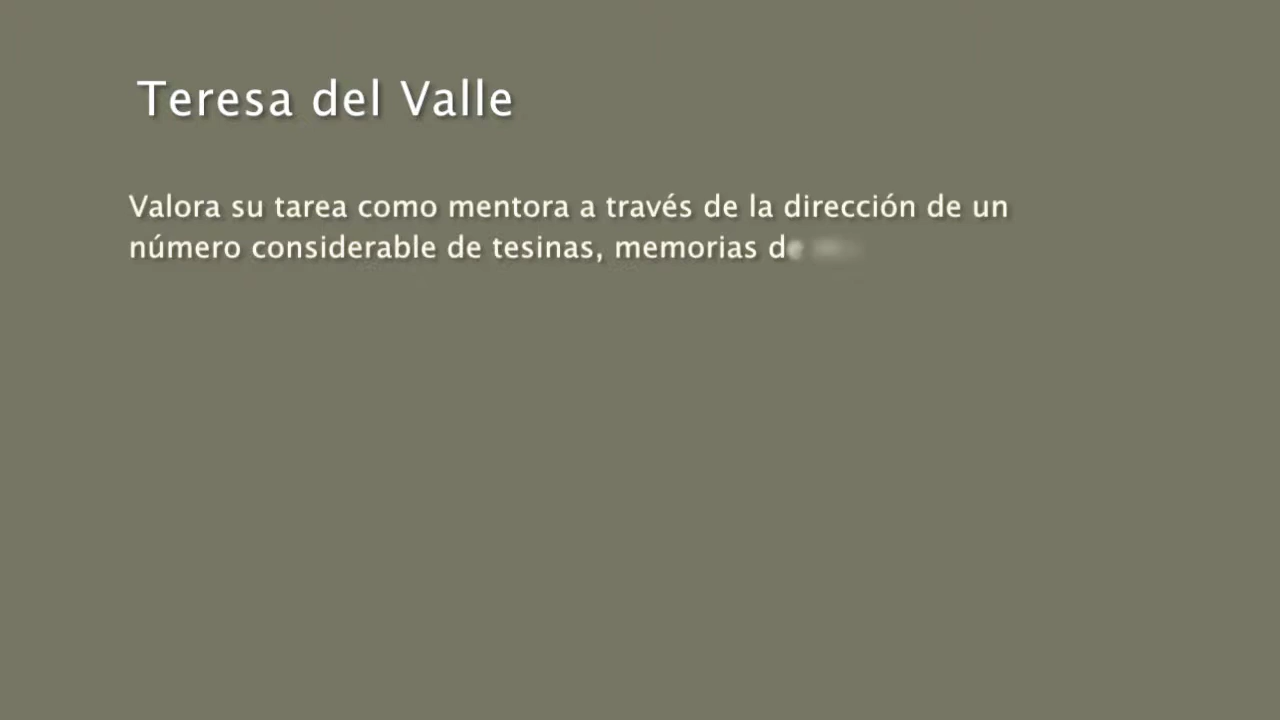 Teresa del Valle
Valora su tarea como mentora a través de la dirección de un
número considerable de tesinas, memorias de